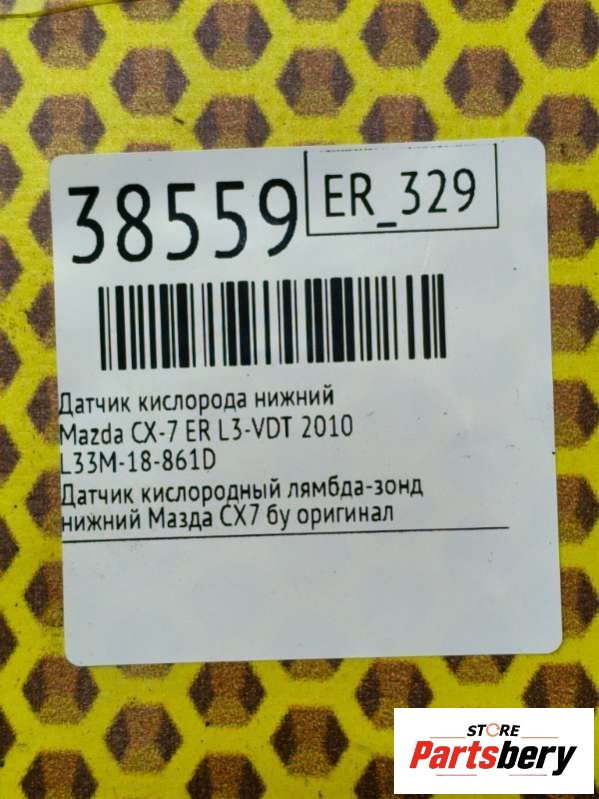 38559
ER_329
Датчик кислорода нижний
Mazda CX-7 ER L3-VDT 2010
L33M-18-861D
Датчик кислородный лямбда-зонд
нижний Мазда СХ7 бу оригинал
STORE
Partsbery